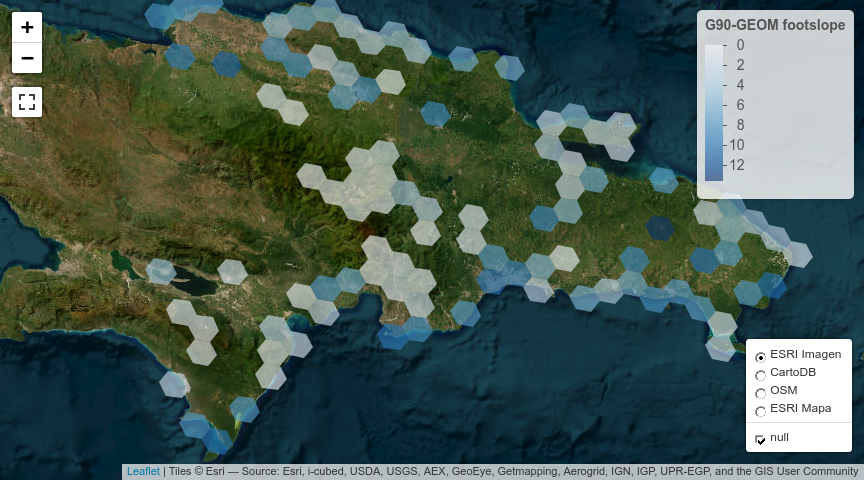 +
−
G90-GEOM footslope
0
2
4
6
8
10
12
ESRI Imagen
CartoDB
OSM
ESRI Mapa
null
Leaflet | Tiles © Esri — Source: Esri, i-cubed, USDA, USGS, AEX, GeoEye, Getmapping, Aerogrid, IGN, IGP, UPR-EGP, and the GIS User Community